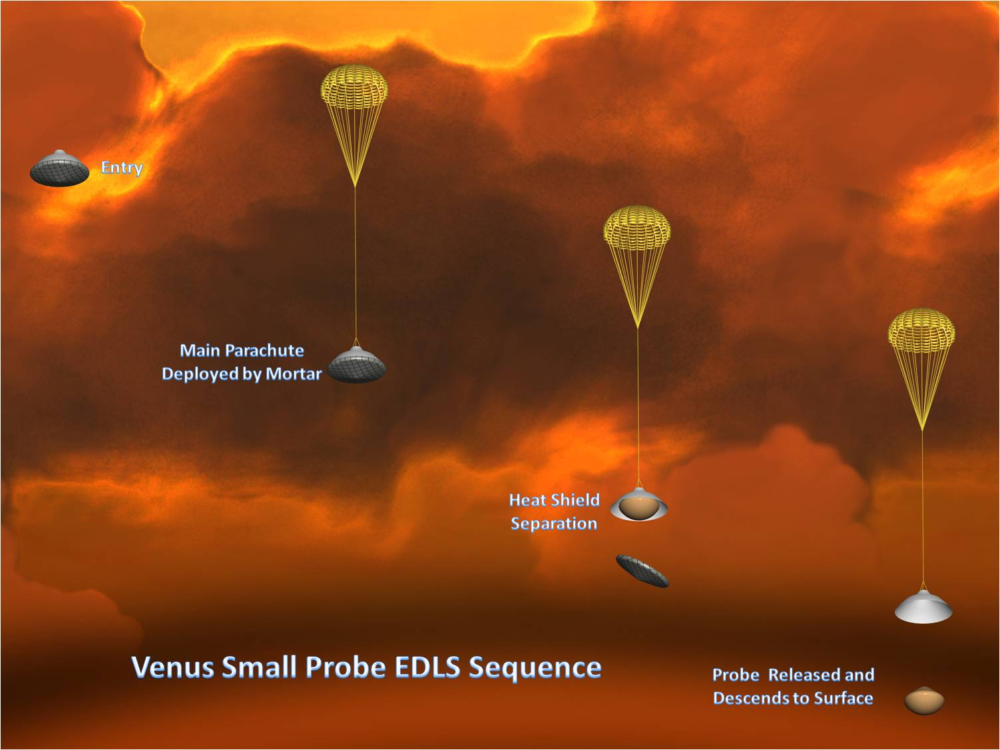 Entry
Main Parachute
Deployed by Mortar
Heat Shield
Separation
Venus Small Probe EDLS Sequence
Probe  Released and
Descends to Surface